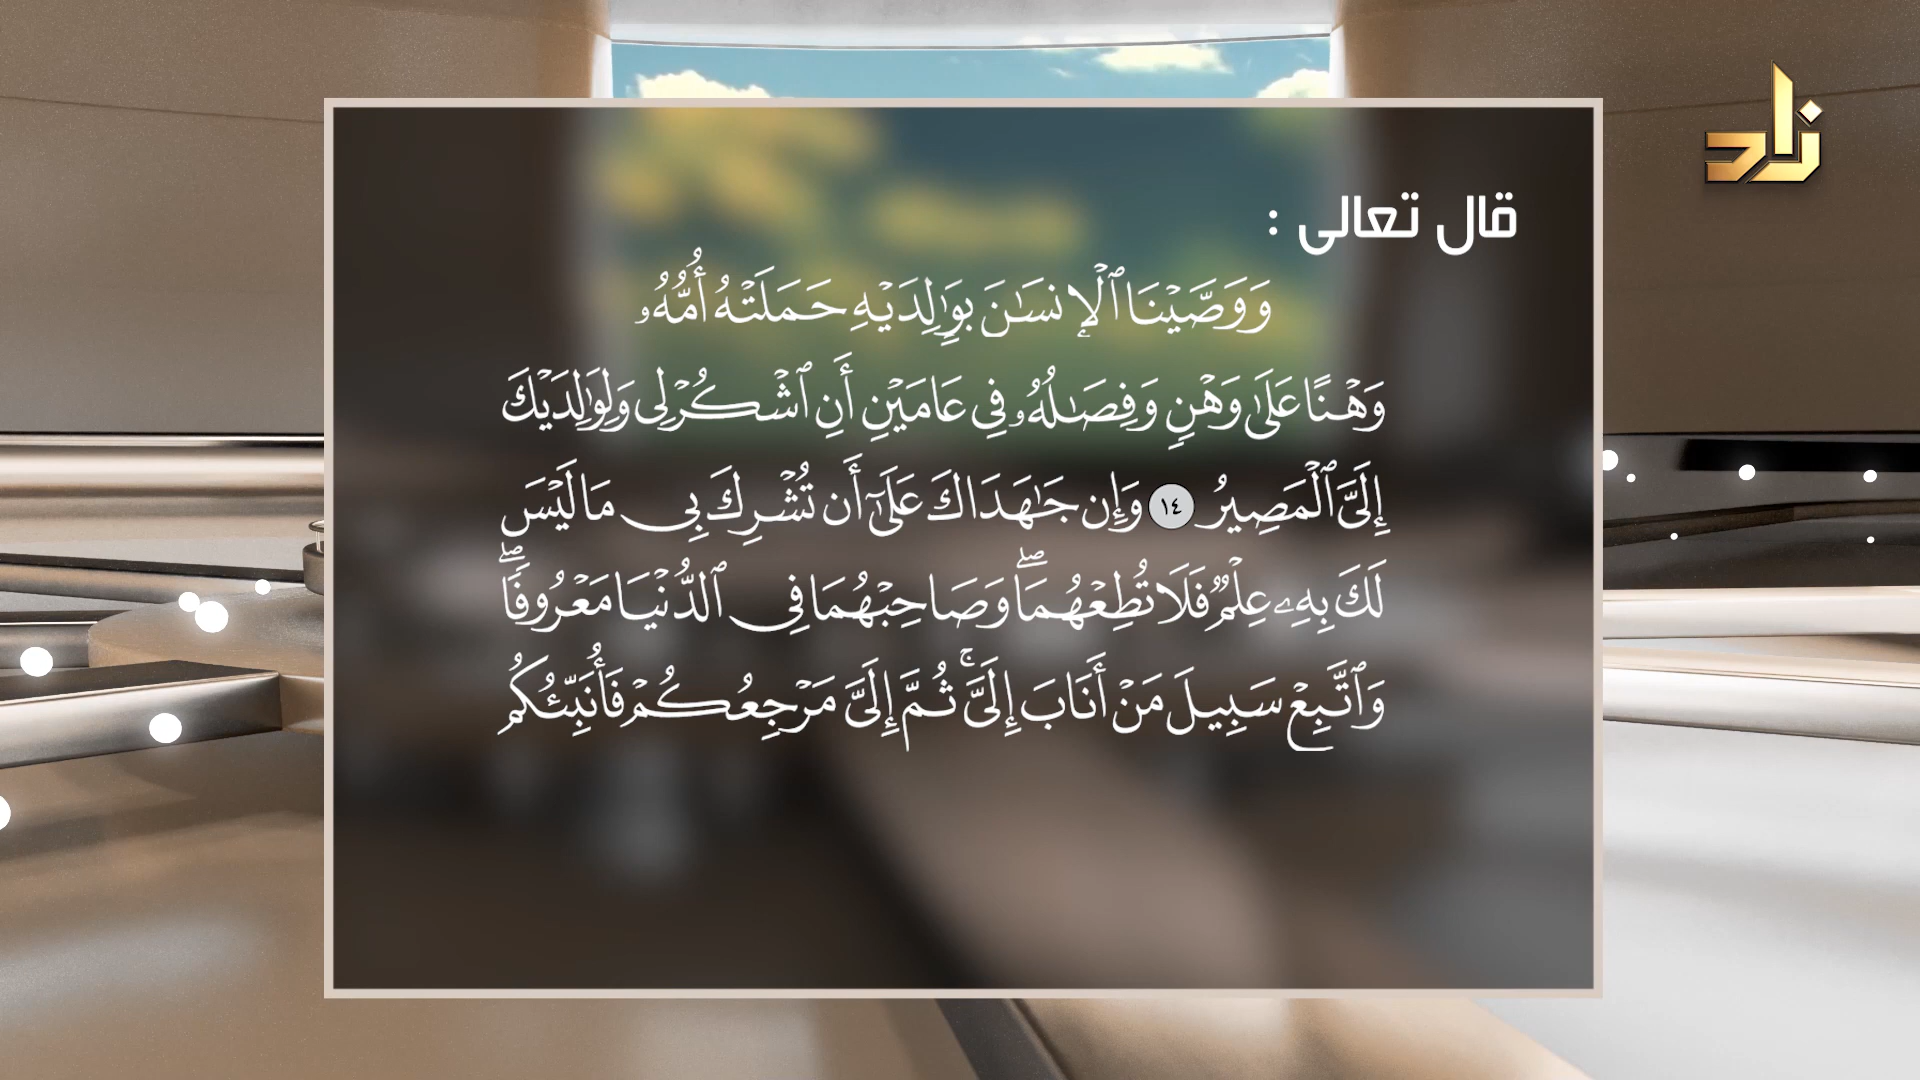 زاد
قال تعالى :
وَوَصَّيْنَا ٱلْإِنسَٰنَ بِوَٰلِدَيْهِ حَمَلَتْهُ أُمُّهُۥ
وَهْنًا عَلَىٰ وَهْنٍ وَفِصَٰلُهُۥ فِى عَامَيْنِ أَنِ ٱشْكُرْ لِى وَلِوَٰلِدَيْكَ
إِلَىَّ ٱلْمَصِيرُ ١٤ وَإِن جَٰهَدَاكَ عَلَىٰٓ أَن تُشْرِكَ بِى مَا لَيْسَ
لَكَ بِهِۦ عِلْمٌ فَلَا تُطِعْهُمَا ۖ وَصَاحِبْهُمَا فِى ٱلدُّنْيَا مَعْرُوفًا ۖ
وَٱتَّبِعْ سَبِيلَ مَنْ أَنَابَ إِلَىَّ ۚ ثُمَّ إِلَىَّ مَرْجِعُكُمْ فَأُنَبِّئُكُم